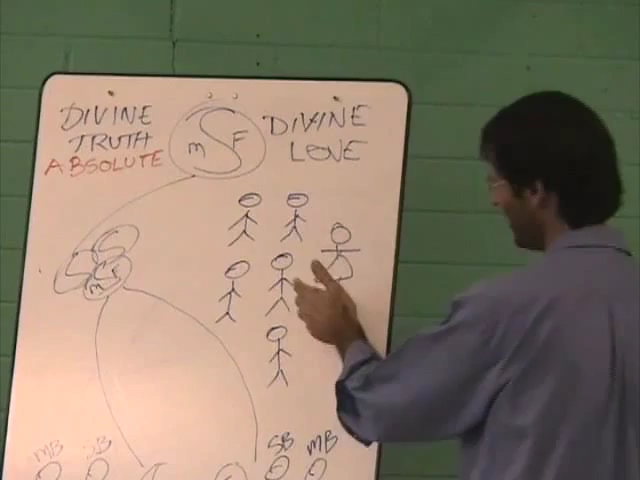 DIVINE
TRUTH
ABSOLUTE
M F
DIVINE
LOVE
MB
SB
SB
MB